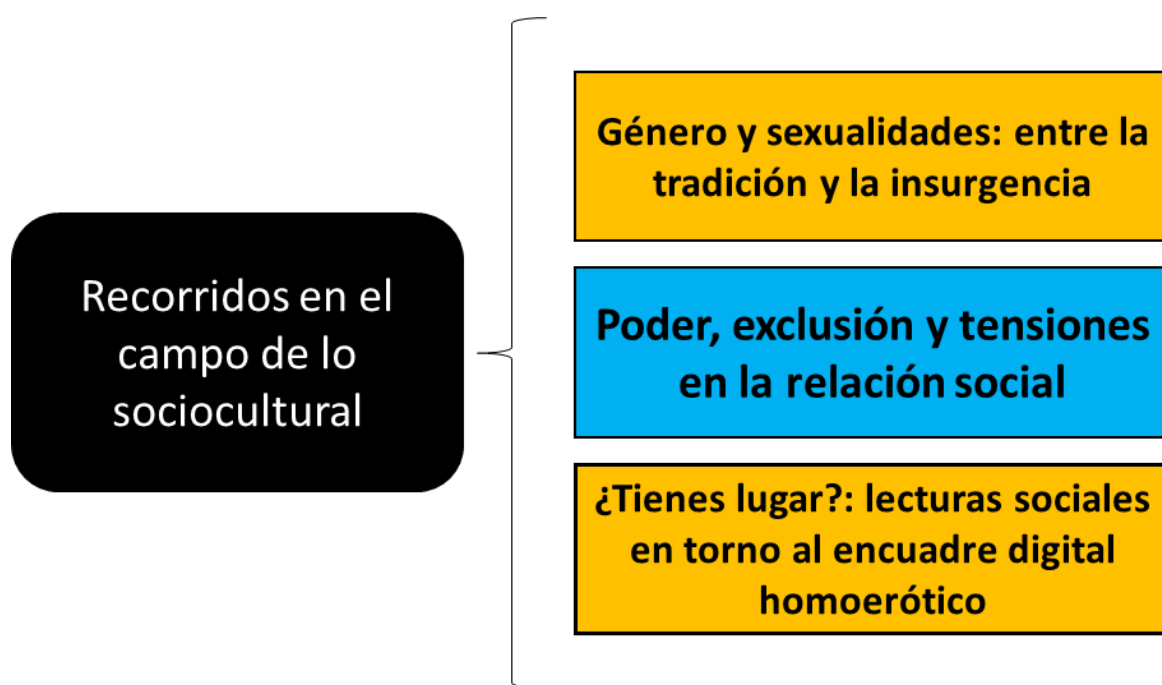 Recorridos en el
campo de lo
sociocultural
Género y sexualidades: entre la
tradición y la insurgencia
Poder, exclusión y tensiones
en la relación social
¿Tienes lugar?: lecturas sociales
en torno al encuadre digital
homoerótico